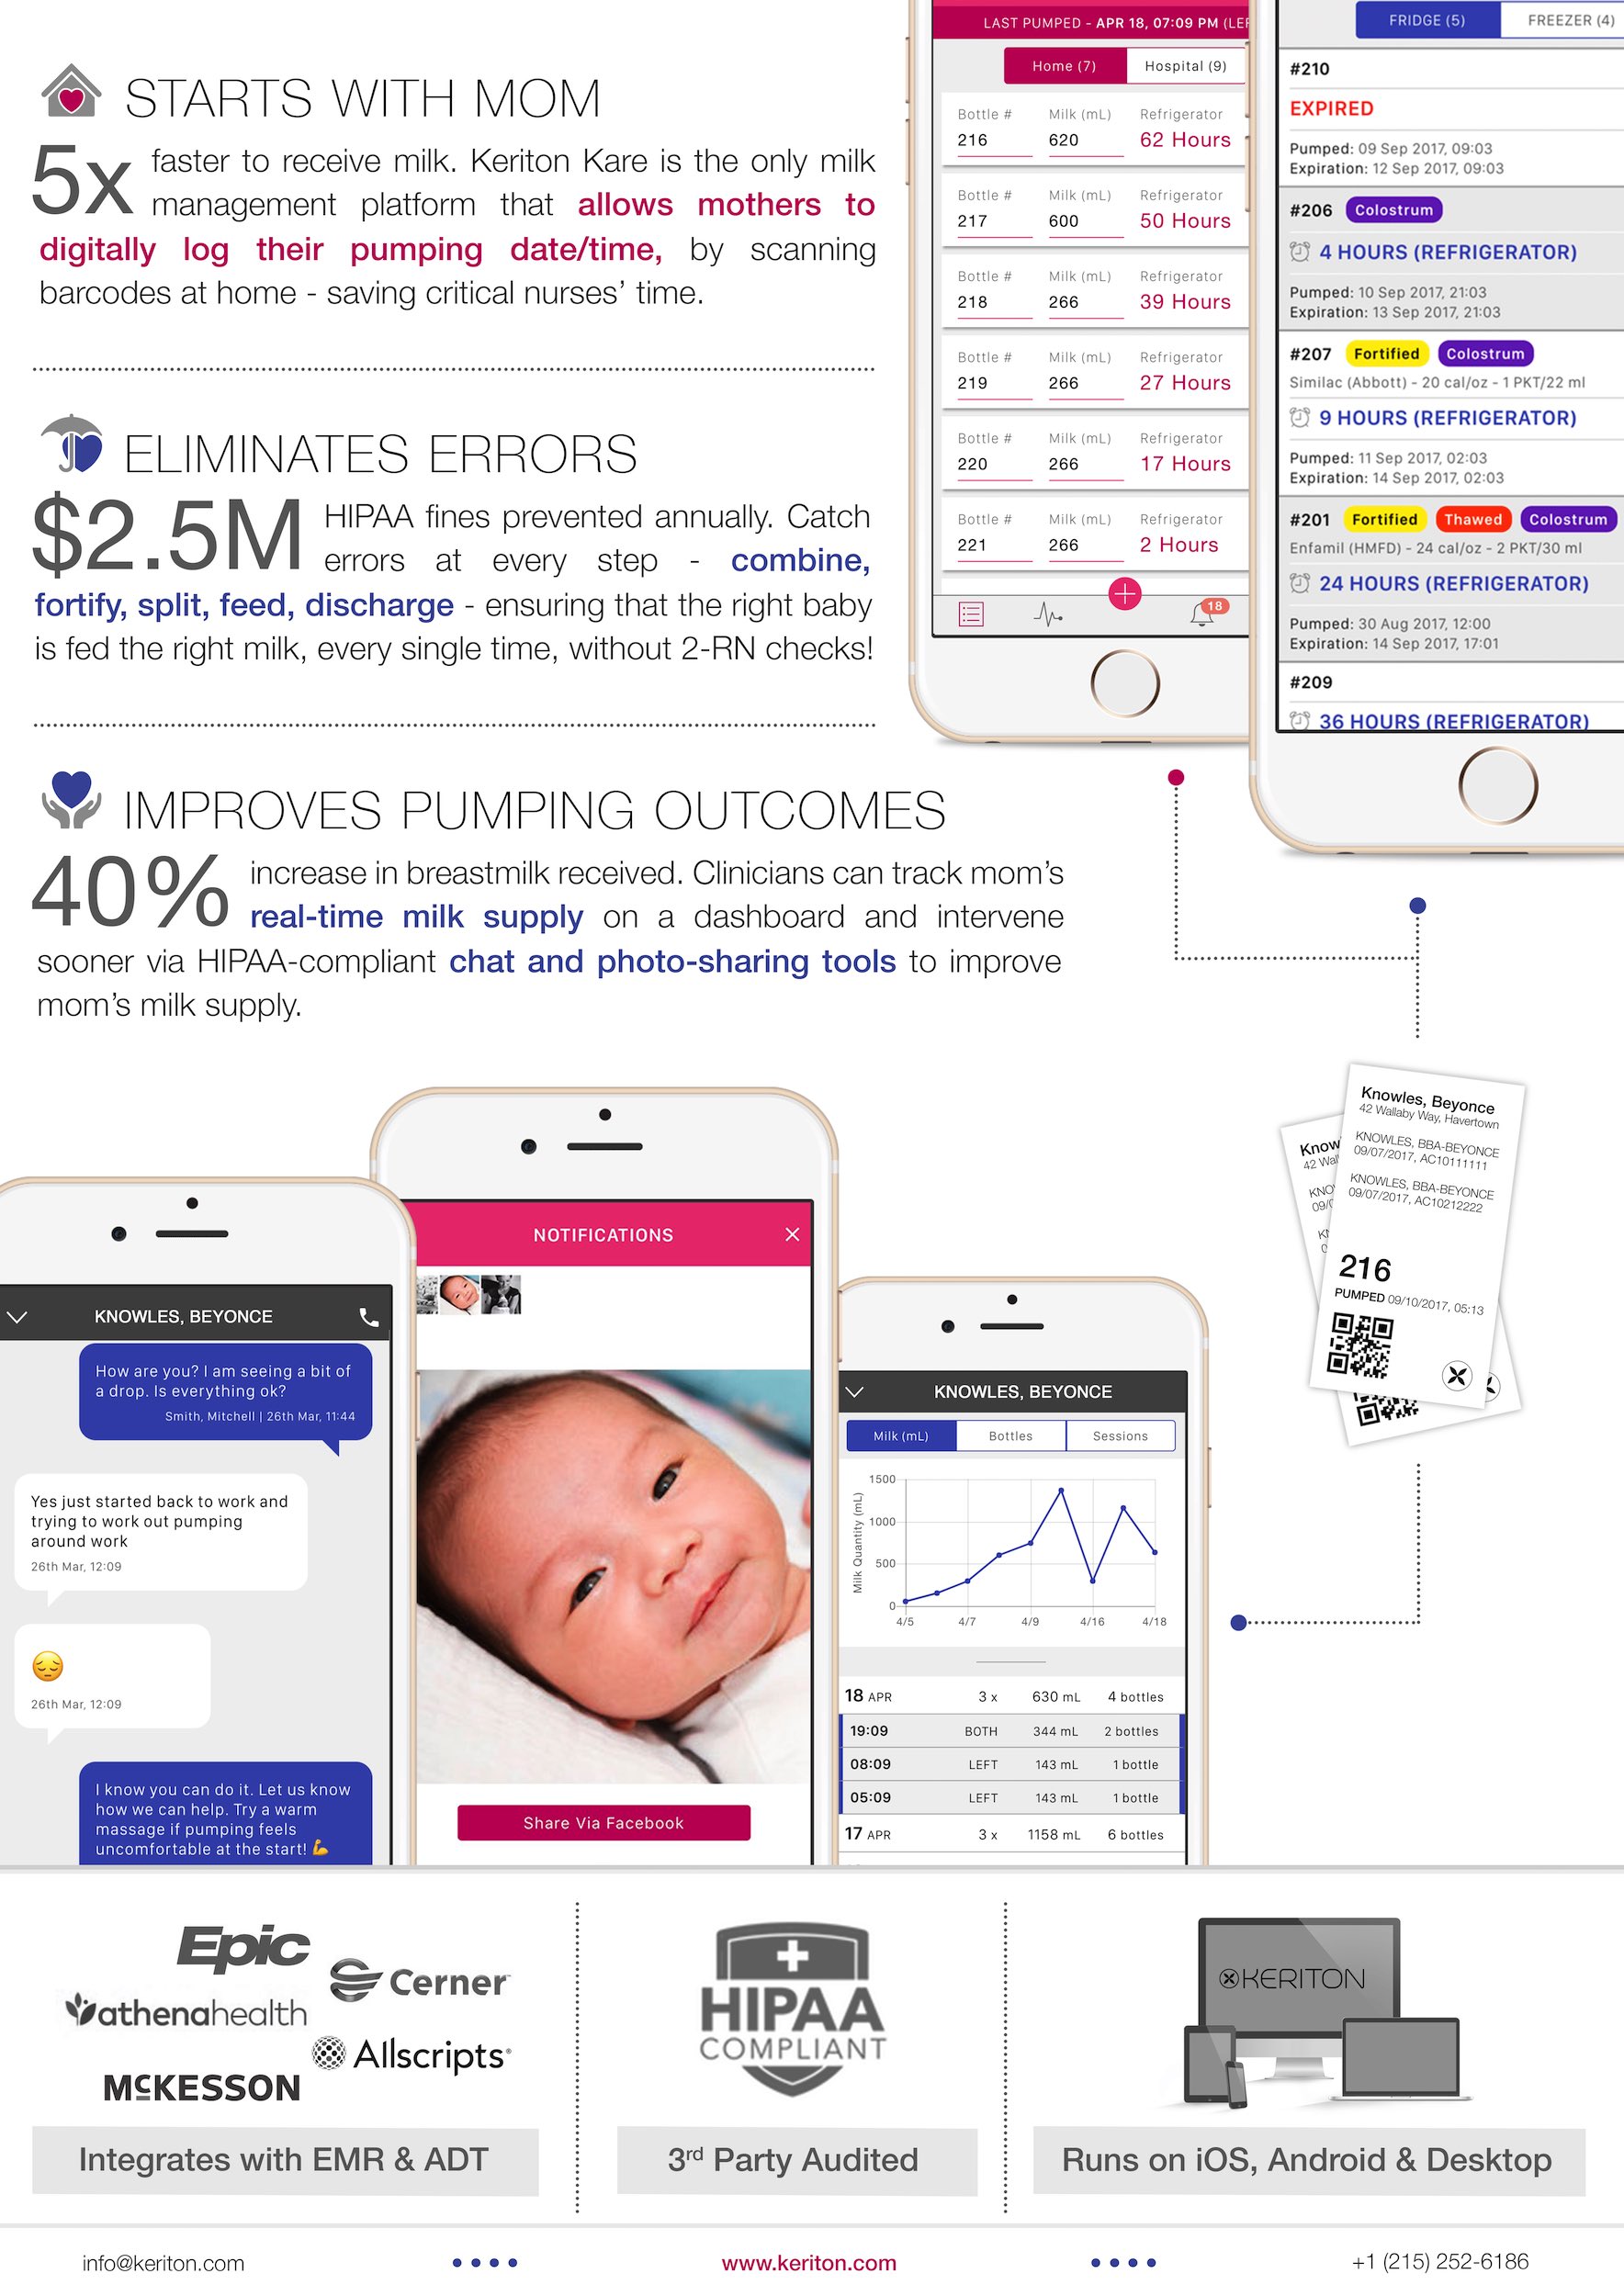 STARTS WITH MOM
5x faster to receive milk. Keriton Kare is the only milk
management platform that allows mothers to
digitally log their pumping date/time, by scanning
barcodes at home - saving critical nurses' time.
ELIMINATES ERRORS
$2.5M HIPAA fines prevented annually. Catch
errors at every step - combine,
fortify, split, feed, discharge - ensuring that the right baby
is fed the right milk, every single time, without 2-RN checks!
IMPROVES PUMPING OUTCOMES
40% increase in breastmilk received. Clinicians can track mom's
real-time milk supply on a dashboard and intervene
sooner via HIPAA-compliant chat and photo-sharing tools to improve
mom's milk supply.
LAST PUMPED - APR 18, 07:09 PM
Home (7) Hospital (9)
Bottle # Milk (mL) Refrigerator
216 620 62 Hours
Bottle # Milk (mL) Refrigerator
217 600 50 Hours
Bottle # Milk (mL) Refrigerator
218 266 39 Hours
Bottle # Milk (mL) Refrigerator
219 266 27 Hours
Bottle # Milk (mL) Refrigerator
220 266 17 Hours
Bottle # Milk (mL) Refrigerator
221 266 2 Hours
18
FRIDGE (5) FREEZER (4)
#210
EXPIRED
Pumped: 09 Sep 2017, 09:03
Expiration: 12 Sep 2017, 09:03
#206 Colostrum
4 HOURS (REFRIGERATOR)
Pumped: 10 Sep 2017, 21:03
Expiration: 13 Sep 2017, 21:03
#207 Fortified Colostrum
Similac (Abbott) - 20 cal/oz - 1 PKT/22 ml
9 HOURS (REFRIGERATOR)
Pumped: 11 Sep 2017, 02:03
Expiration: 14 Sep 2017, 02:03
#201 Fortified Thawed Colostrum
Enfamil (HMFD) - 24 cal/oz - 2 PKT/30 ml
24 HOURS (REFRIGERATOR)
Pumped: 30 Aug 2017, 12:00
Expiration: 14 Sep 2017, 17:01
#209
36 HOURS (REFRIGERATOR)
Knowles, Beyonce
42 Wallaby Way, Havertown
KNOWLES, BBA-BEYONCE
09/07/2017, AC10111111
KNOWLES, BBA-BEYONCE
09/07/2017, AC10212222
216
PUMPED 09/10/2017, 05:13
KNOWLES, BEYONCE
How are you? I am seeing a bit of
a drop. Is everything ok?
Smith, Mitchell | 26th Mar, 11:44
Yes just started back to work and
trying to work out pumping
around work
26th Mar, 12:09
😔
26th Mar, 12:09
I know you can do it. Let us know
how we can help. Try a warm
massage if pumping feels
uncomfortable at the start! 💪
NOTIFICATIONS
Share Via Facebook
KNOWLES, BEYONCE
Milk (mL) Bottles Sessions
Milk Quantity (mL)
1500
1000
500
0
4/5 4/7 4/9 4/16 4/18
18 APR 3 x 630 mL 4 bottles
19:09 BOTH 344 mL 2 bottles
08:09 LEFT 143 mL 1 bottle
05:09 LEFT 143 mL 1 bottle
17 APR 3 x 1158 mL 6 bottles
Epic
Cerner
athenahealth
Allscripts
MCKESSON
Integrates with EMR & ADT
HIPAA
COMPLIANT
3rd Party Audited
KERITON
Runs on iOS, Android & Desktop
info@keriton.com
www.keriton.com
+1 (215) 252-6186